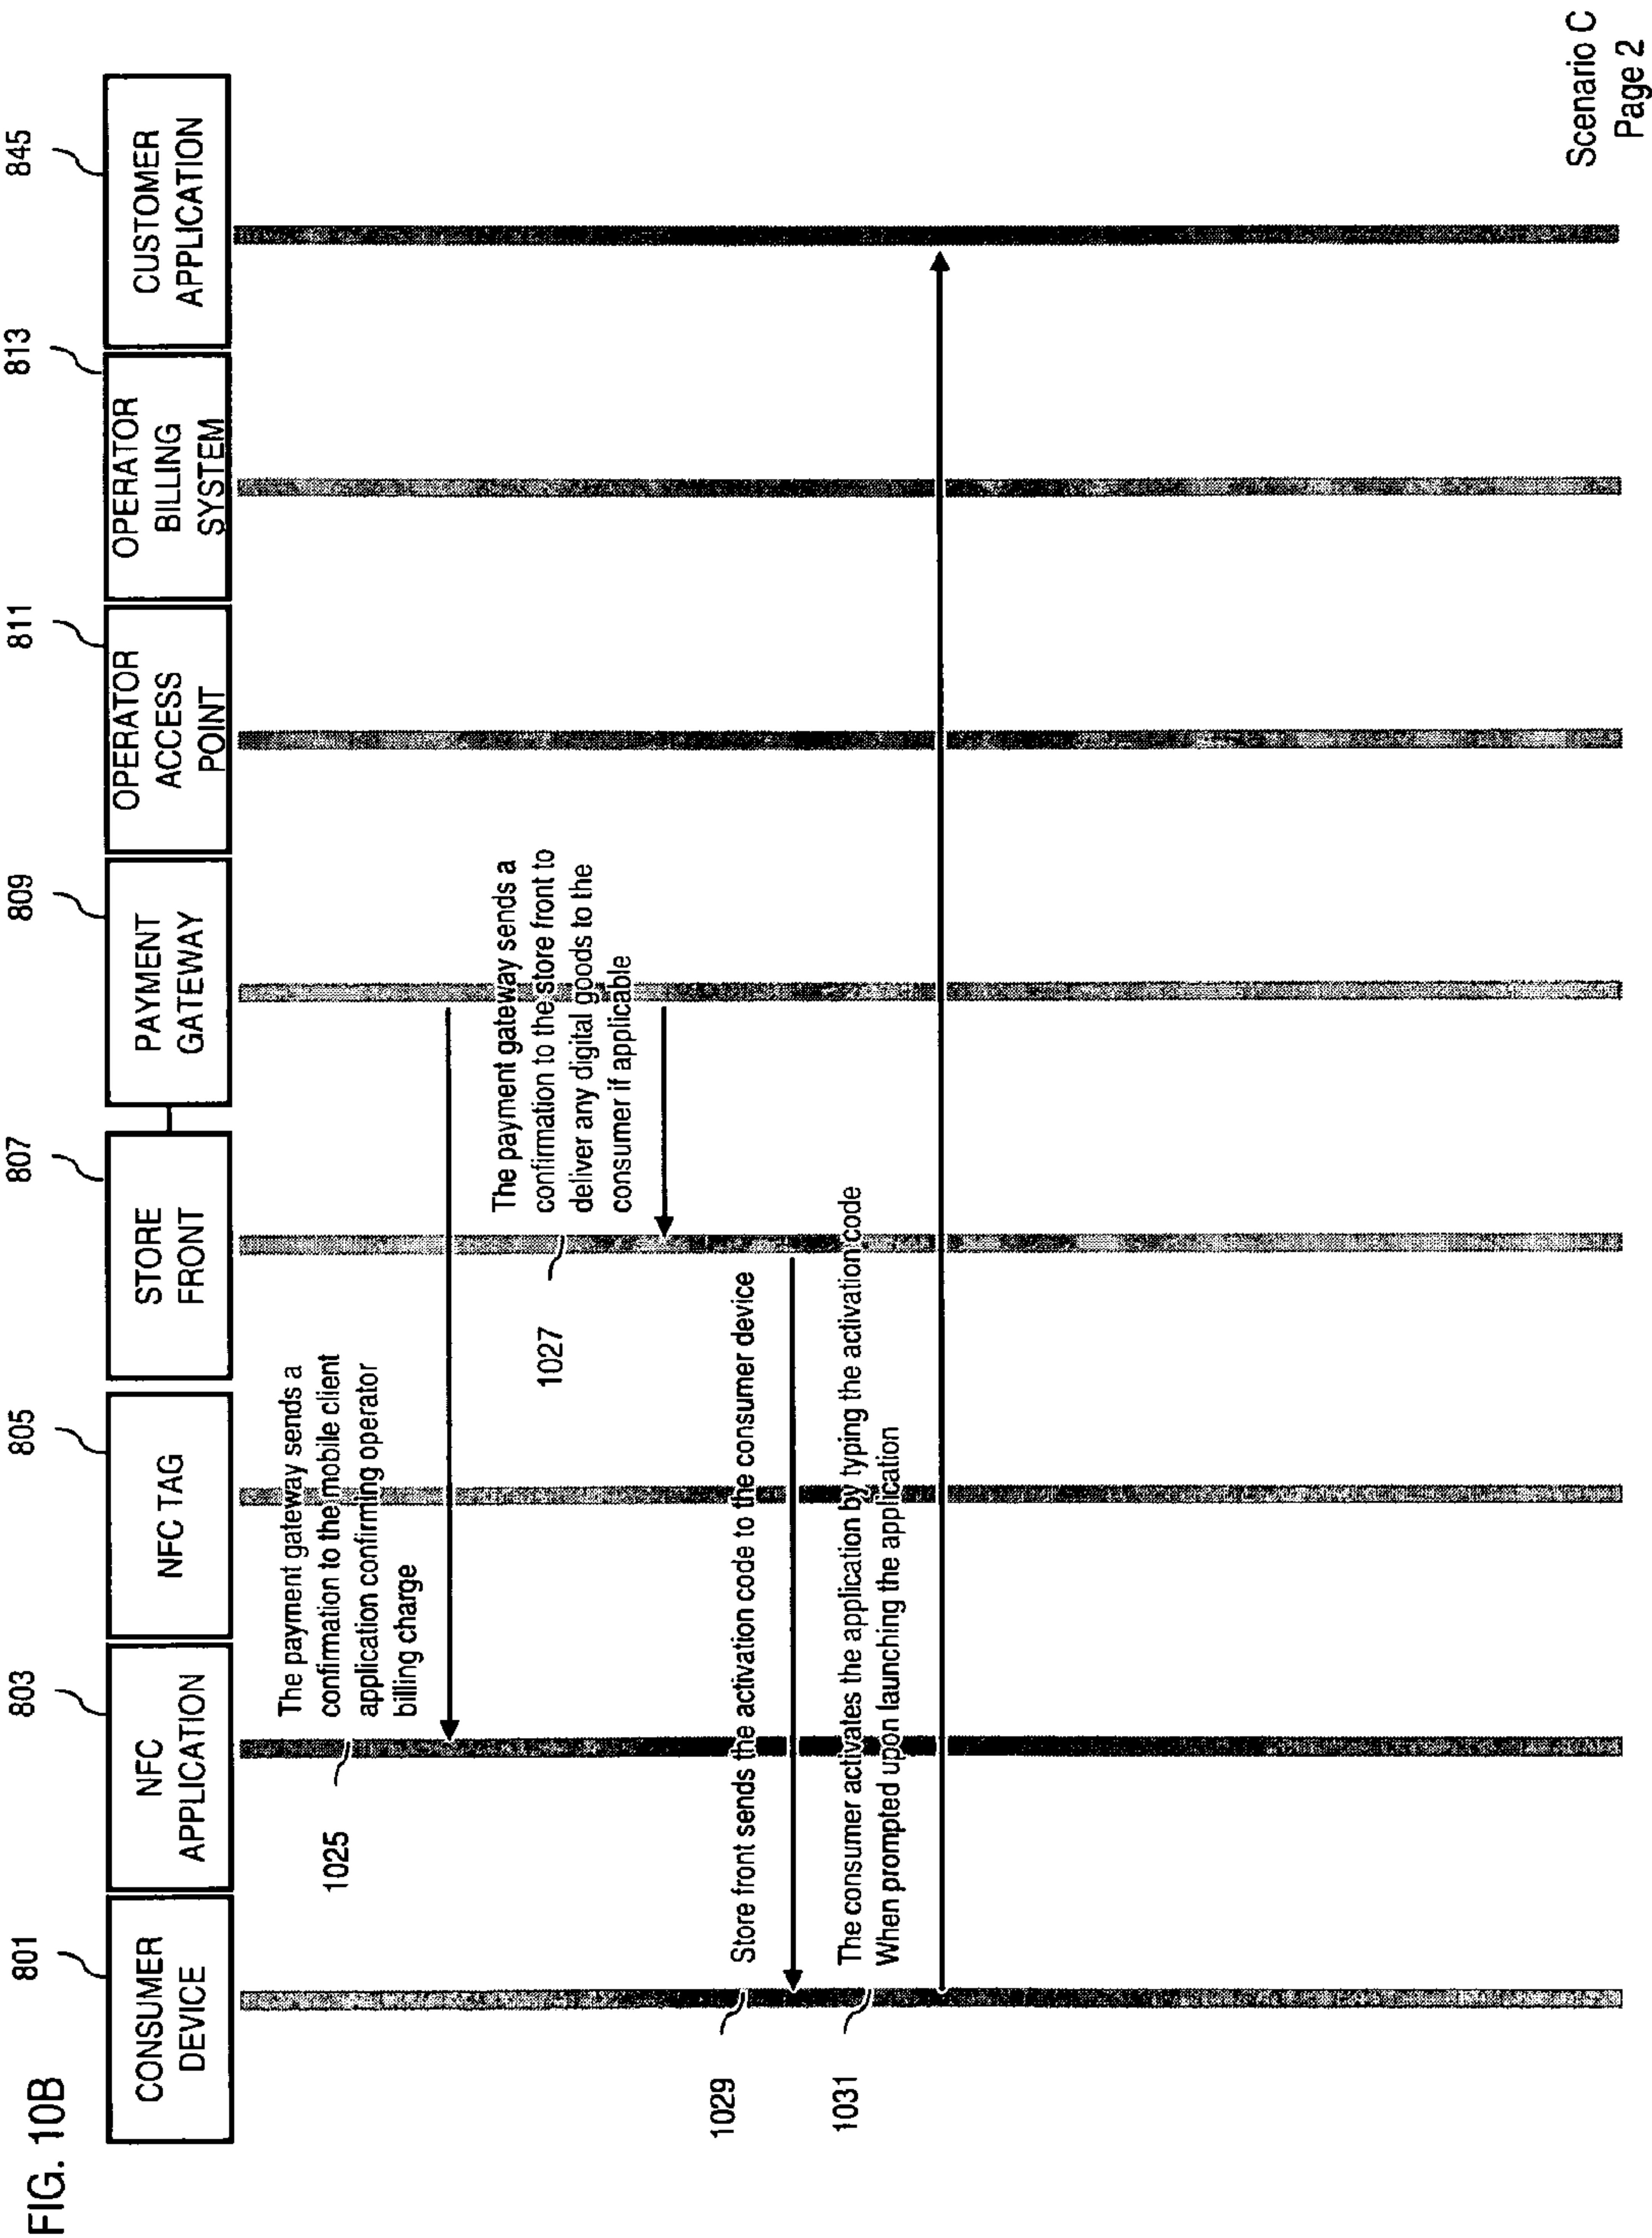 FIG. 10B
801
803
805
807
809
811
813
845
CONSUMER
DEVICE
NFC
APPLICATION
NFC TAG
STORE
FRONT
PAYMENT
GATEWAY
OPERATOR
ACCESS
POINT
OPERATOR
BILLING
SYSTEM
CUSTOMER
APPLICATION
1025
The payment gateway sends a
confirmation to the mobile client
application confirming operator
billing charge
1027
The payment gateway sends a
confirmation to the store front to
deliver any digital goods to the
consumer if applicable
1029
Store front sends the activation code to the consumer device
1031
The consumer activates the application by typing the activation code
When prompted upon launching the application
Scenario C
Page 2